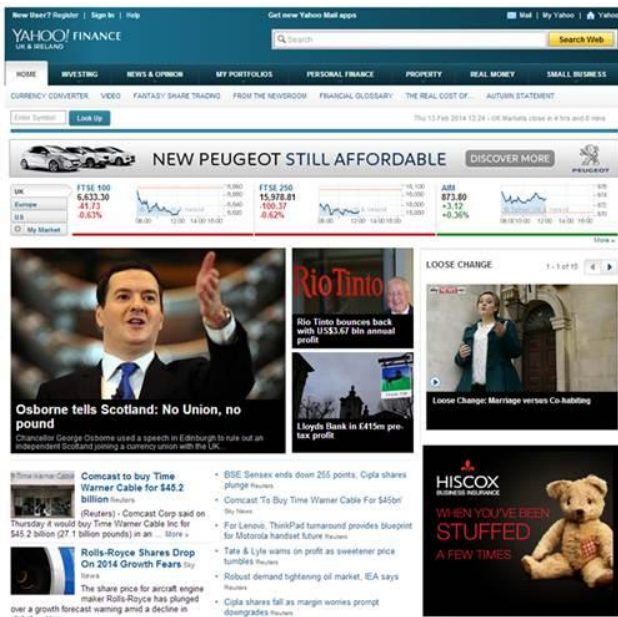 New User? Register | Sign In | Help
Get new Yahoo Mail apps
Mail | My Yahoo | Yahoo
YAHOO! FINANCE
UK & IRELAND
Search
Search Web
HOME INVESTING NEWS & OPINION MY PORTFOLIOS PERSONAL FINANCE PROPERTY REAL MONEY SMALL BUSINESS
CURRENCY CONVERTER VIDEO FANTASY SHARE TRADING FROM THE NEWSROOM FINANCIAL GLOSSARY THE REAL COST OF... AUTUMN STATEMENT
Enter Symbol Look Up
Thu 13 Feb 2014 12:24 - UK Markets close in 4 hrs and 6 mins
NEW PEUGEOT STILL AFFORDABLE
DISCOVER MORE
PEUGEOT
UK
Europe
US
My Market
FTSE 100
6,633.30
-41.73
-0.63%
FTSE 250
15,978.81
-100.37
-0.62%
AIM
873.80
+3.12
+0.36%
More »
Osborne tells Scotland: No Union, no
pound
Chancellor George Osborne used a speech in Edinburgh to rule out an
independent Scotland joining a currency union with the UK...
Rio Tinto
Rio Tinto bounces back
with US$3.67 bln annual
profit
Lloyds Bank in £415m pre-
tax profit
LOOSE CHANGE
1 - 1 of 15
Loose Change: Marriage versus Co-habiting
Comcast to buy Time
Warner Cable for $45.2
billion Reuters
(Reuters) - Comcast Corp said on
Thursday it would buy Time Warner Cable Inc for
$45.2 billion (27.1 billion pounds) in an ... More »
Rolls-Royce Shares Drop
On 2014 Growth Fears Sky
News
The share price for aircraft engine
maker Rolls-Royce has plunged
over a growth forecast warning amid a decline in
BSE Sensex ends down 255 points, Cipla shares
plunge Reuters
Comcast 'To Buy Time Warner Cable For $45bn'
Sky News
For Lenovo, ThinkPad turnaround provides blueprint
for Motorola handset future Reuters
Tate & Lyle warns on profit as sweetener price
tumbles Reuters
Robust demand tightening oil market, IEA says
Reuters
Cipla shares fall as margin worries prompt
downgrades Reuters
HISCOX
BUSINESS INSURANCE
WHEN YOU'VE BEEN
STUFFED
A FEW TIMES